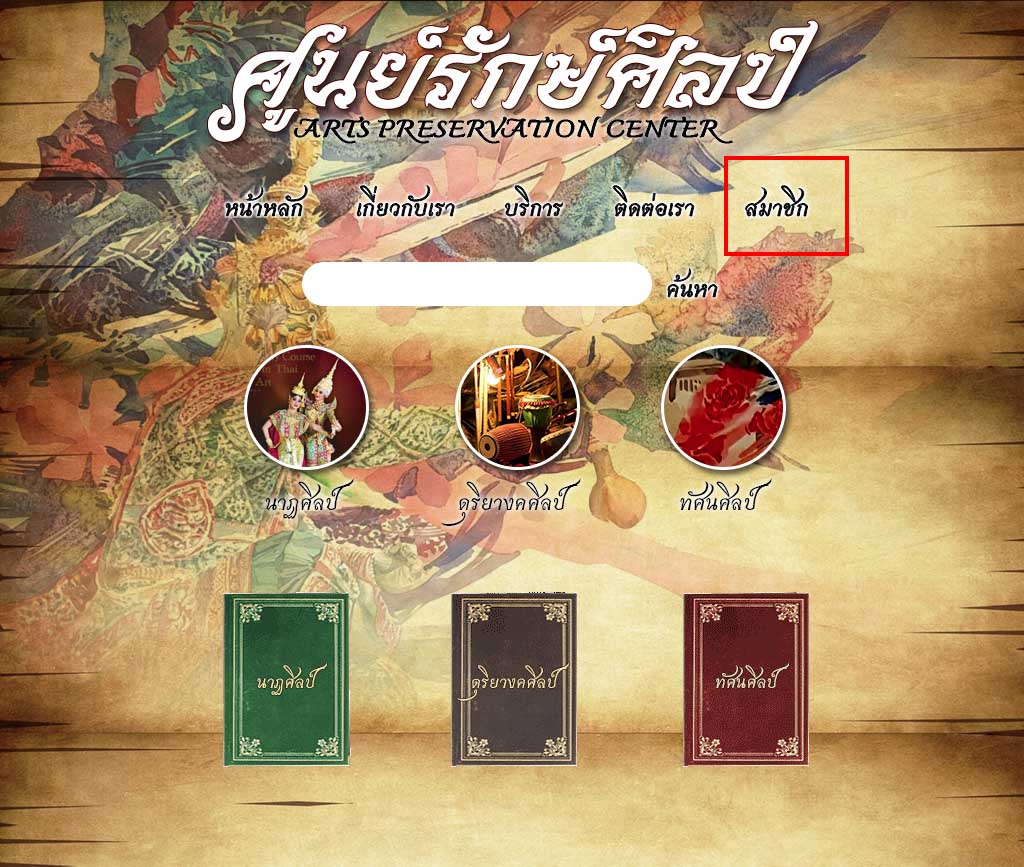 ศูนย์รักษ์ศิลป์
ARTS PRESERVATION CENTER
หน้าหลัก เกี่ยวกับเรา บริการ ติดต่อเรา สมาชิก
ค้นหา
Course
n Thai
Art
นาฏศิลป์ ดุริยางคศิลป์ ทัศนศิลป์
นาฏศิลป์ ดุริยางคศิลป์ ทัศนศิลป์